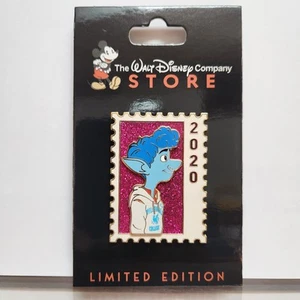 The WALT DISNEY Company
STORE
2020
LIMITED EDITION